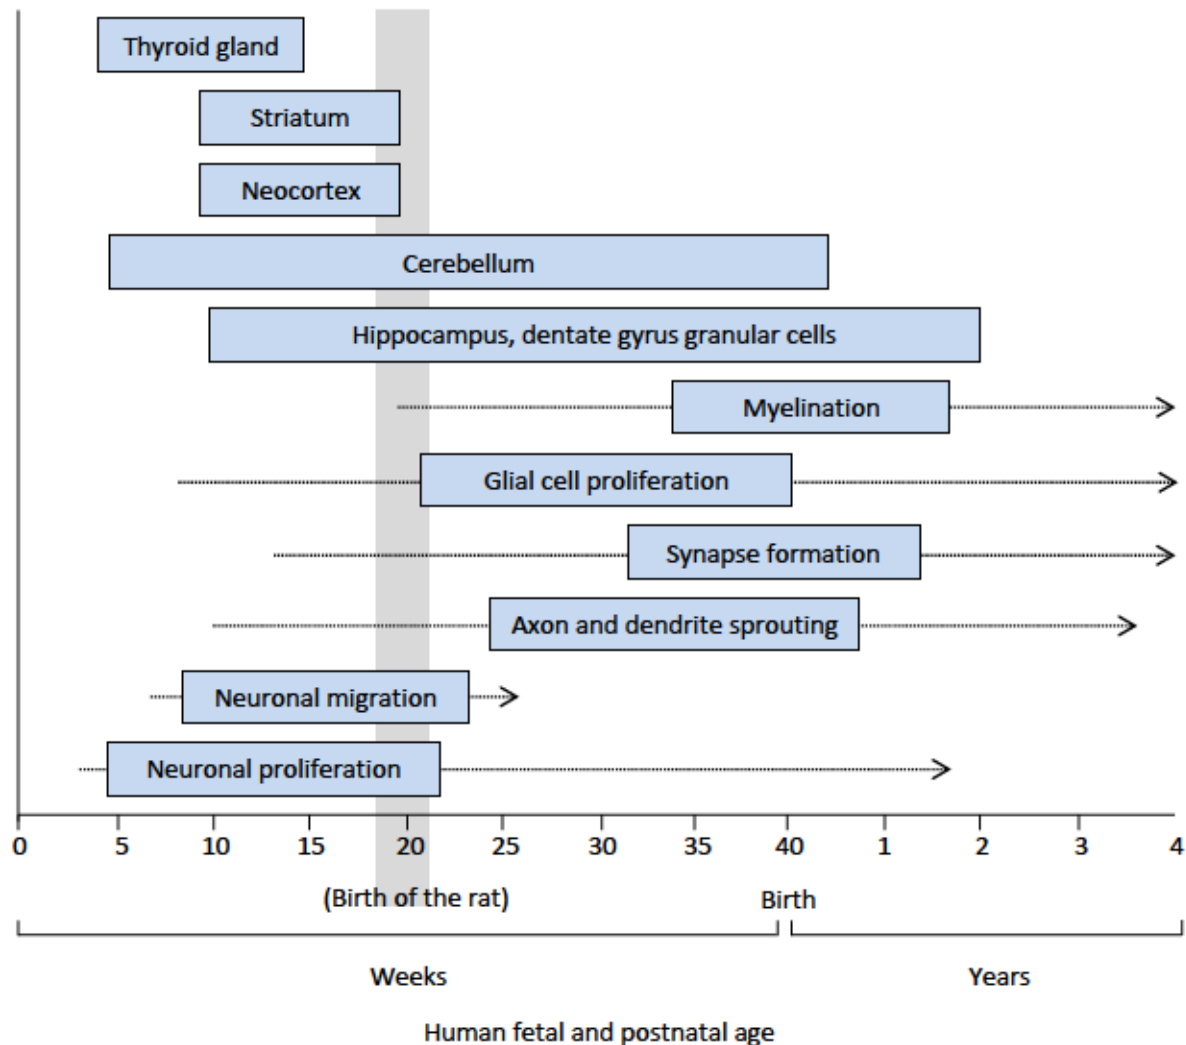 Thyroid gland
Striatum
Neocortex
Cerebellum
Hippocampus, dentate gyrus granular cells
Myelination
Glial cell proliferation
Synapse formation
Axon and dendrite sprouting
Neuronal migration
Neuronal proliferation
0 5 10 15 20 25 30 35 40 1 2 3 4
(Birth of the rat) Birth
Weeks Years
Human fetal and postnatal age